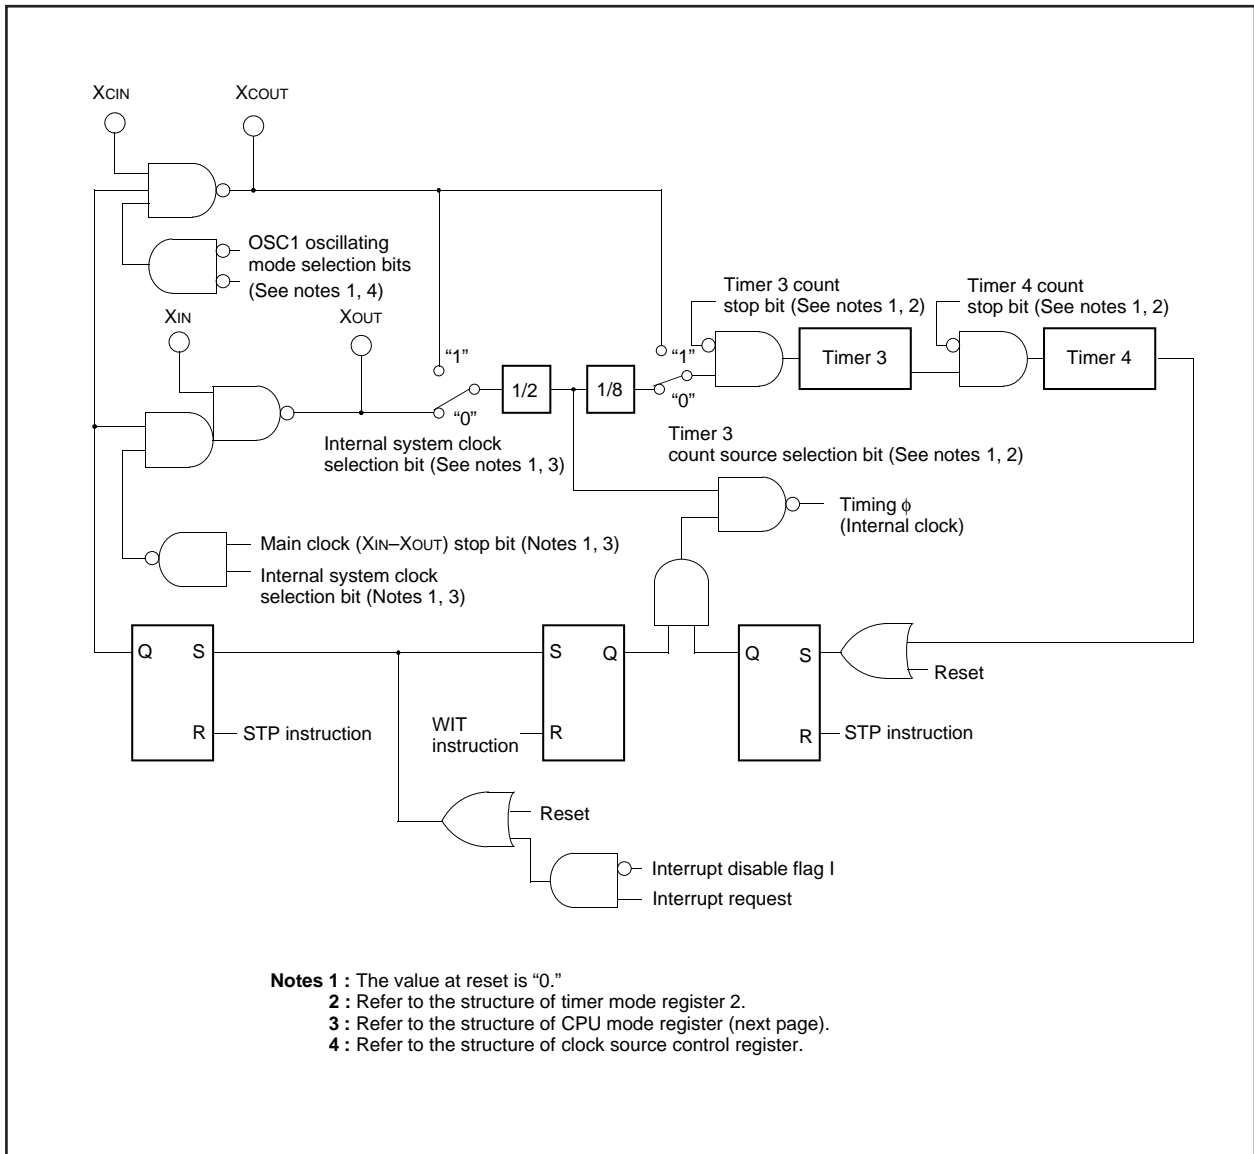 XCIN
XCOUT
OSC1 oscillating
mode selection bits
(See notes 1, 4)
XIN
XOUT
“1”
“0”
1/2
1/8
“1”
“0”
Timer 3 count
stop bit (See notes 1, 2)
Timer 4 count
stop bit (See notes 1, 2)
Timer 3
Timer 4
Internal system clock
selection bit (See notes 1, 3)
Timer 3
count source selection bit (See notes 1, 2)
Timing ϕ
(Internal clock)
Main clock (XIN–XOUT) stop bit (Notes 1, 3)
Internal system clock
selection bit (Notes 1, 3)
Q
S
R
STP instruction
S
Q
R
WIT
instruction
Q
S
R
Reset
STP instruction
Reset
Interrupt disable flag I
Interrupt request
Notes 1 : The value at reset is “0.”
2 : Refer to the structure of timer mode register 2.
3 : Refer to the structure of CPU mode register (next page).
4 : Refer to the structure of clock source control register.